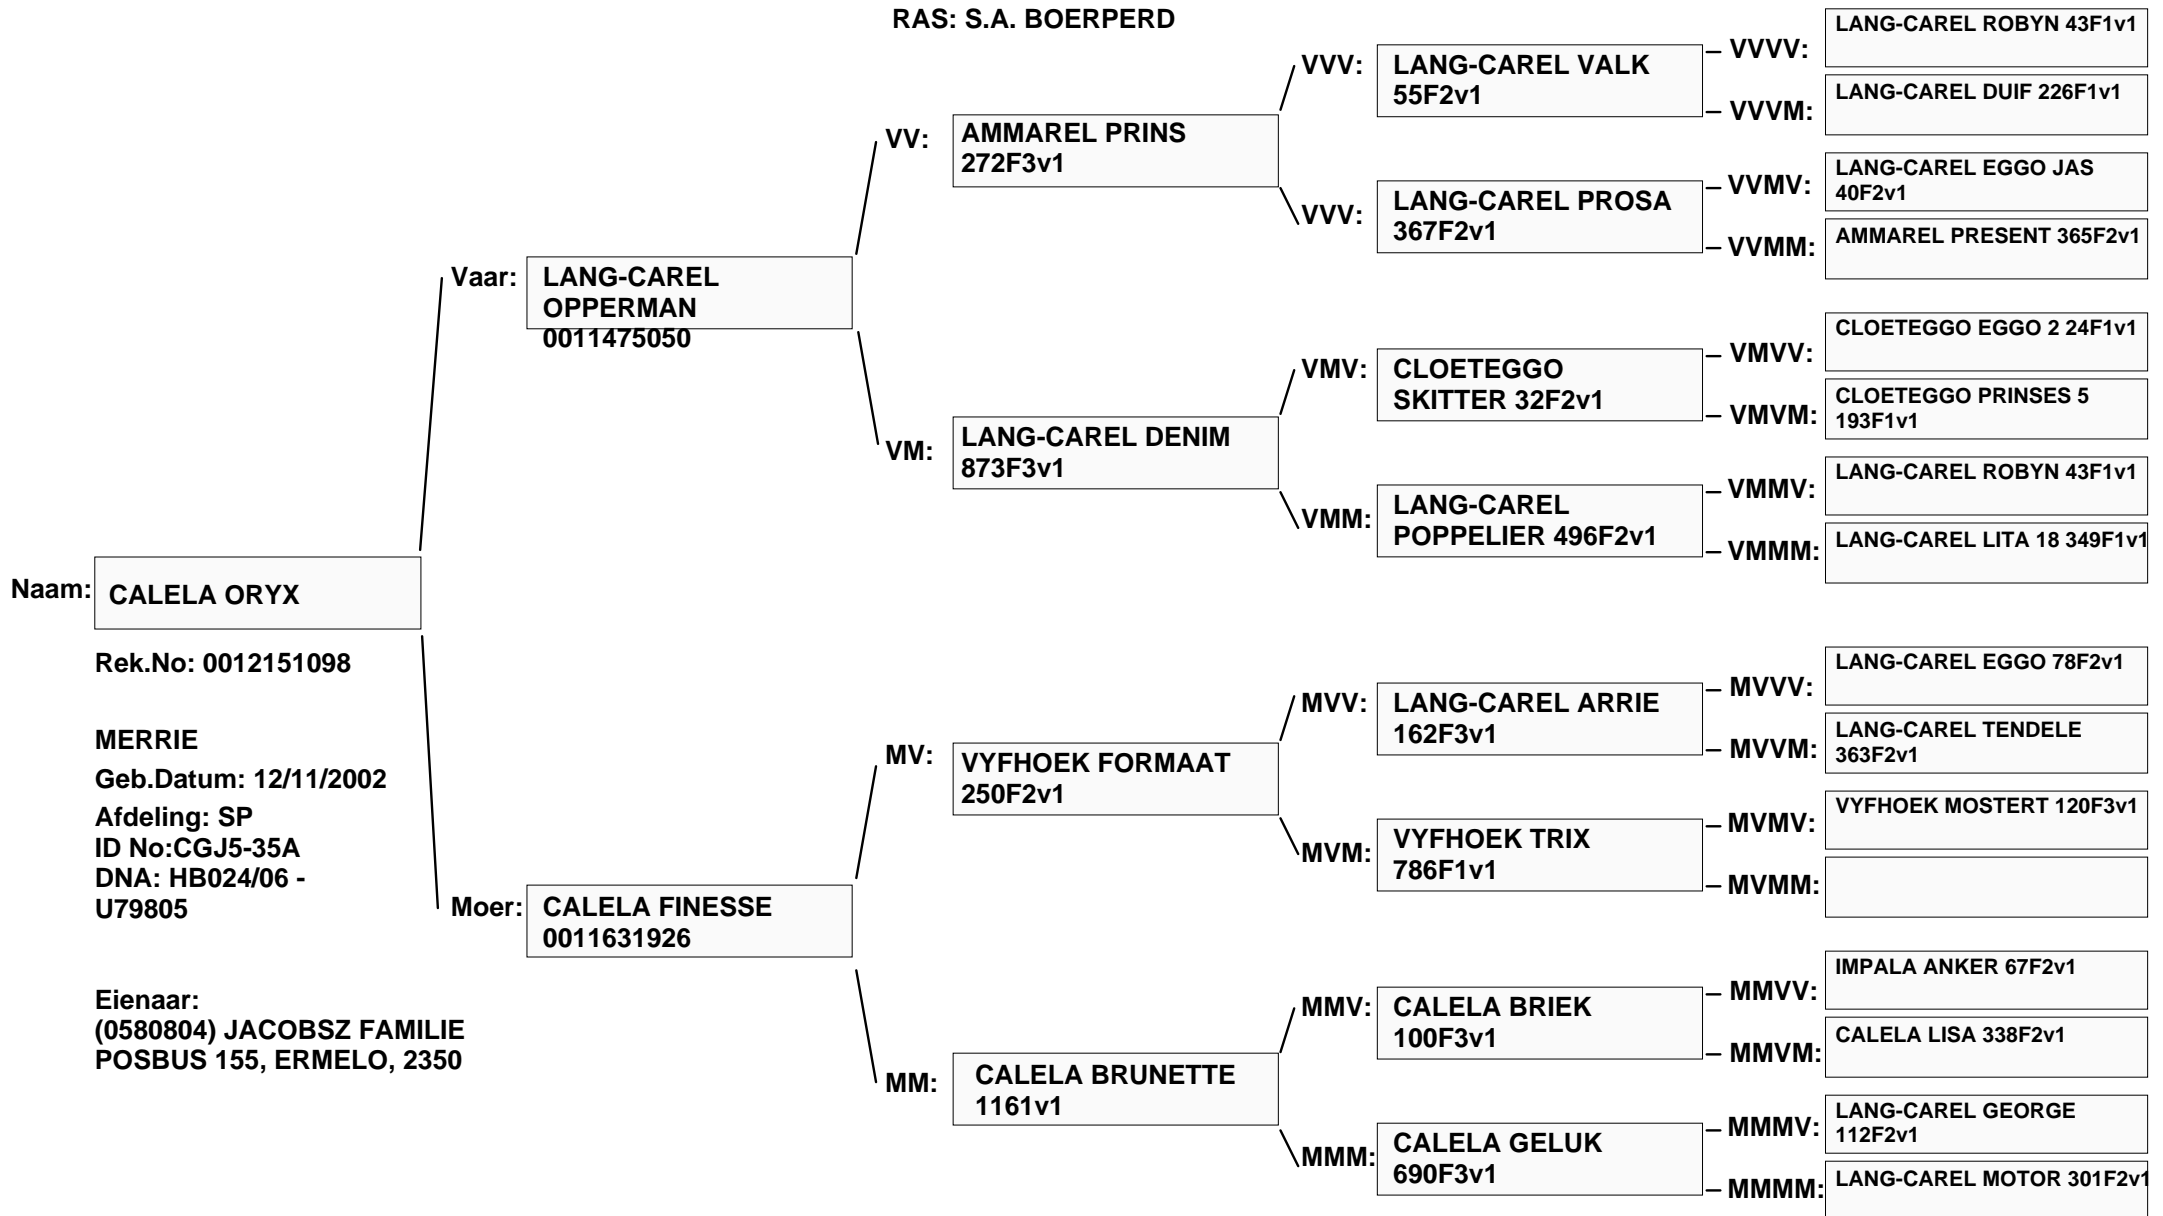 RAS: S.A. BOERPERD
Naam:
CALELA ORYX
Rek.No: 0012151098
MERRIE
Geb.Datum: 12/11/2002
Afdeling: SP
ID No:CGJ5-35A
DNA: HB024/06 -
U79805
Eienaar:
(0580804) JACOBSZ FAMILIE
POSBUS 155, ERMELO, 2350
Vaar:
LANG-CAREL
OPPERMAN
0011475050
Moer:
CALELA FINESSE
0011631926
VV:
AMMAREL PRINS
272F3v1
VM:
LANG-CAREL DENIM
873F3v1
MV:
VYFHOEK FORMAAT
250F2v1
MM:
CALELA BRUNETTE
1161v1
VVV:
LANG-CAREL VALK
55F2v1
VVV:
LANG-CAREL PROSA
367F2v1
VMV:
CLOETEGGO
SKITTER 32F2v1
VMM:
LANG-CAREL
POPPELIER 496F2v1
MVV:
LANG-CAREL ARRIE
162F3v1
MVM:
VYFHOEK TRIX
786F1v1
MMV:
CALELA BRIEK
100F3v1
MMM:
CALELA GELUK
690F3v1
VVVV:
LANG-CAREL ROBYN 43F1v1
VVVM:
LANG-CAREL DUIF 226F1v1
VVMV:
LANG-CAREL EGGO JAS
40F2v1
VVMM:
AMMAREL PRESENT 365F2v1
VMVV:
CLOETEGGO EGGO 2 24F1v1
VMVM:
CLOETEGGO PRINSES 5
193F1v1
VMMV:
LANG-CAREL ROBYN 43F1v1
VMMM:
LANG-CAREL LITA 18 349F1v1
MVVV:
LANG-CAREL EGGO 78F2v1
MVVM:
LANG-CAREL TENDELE
363F2v1
MVMV:
VYFHOEK MOSTERT 120F3v1
MVMM:
MMVV:
IMPALA ANKER 67F2v1
MMVM:
CALELA LISA 338F2v1
MMMV:
LANG-CAREL GEORGE
112F2v1
MMMM:
LANG-CAREL MOTOR 301F2v1